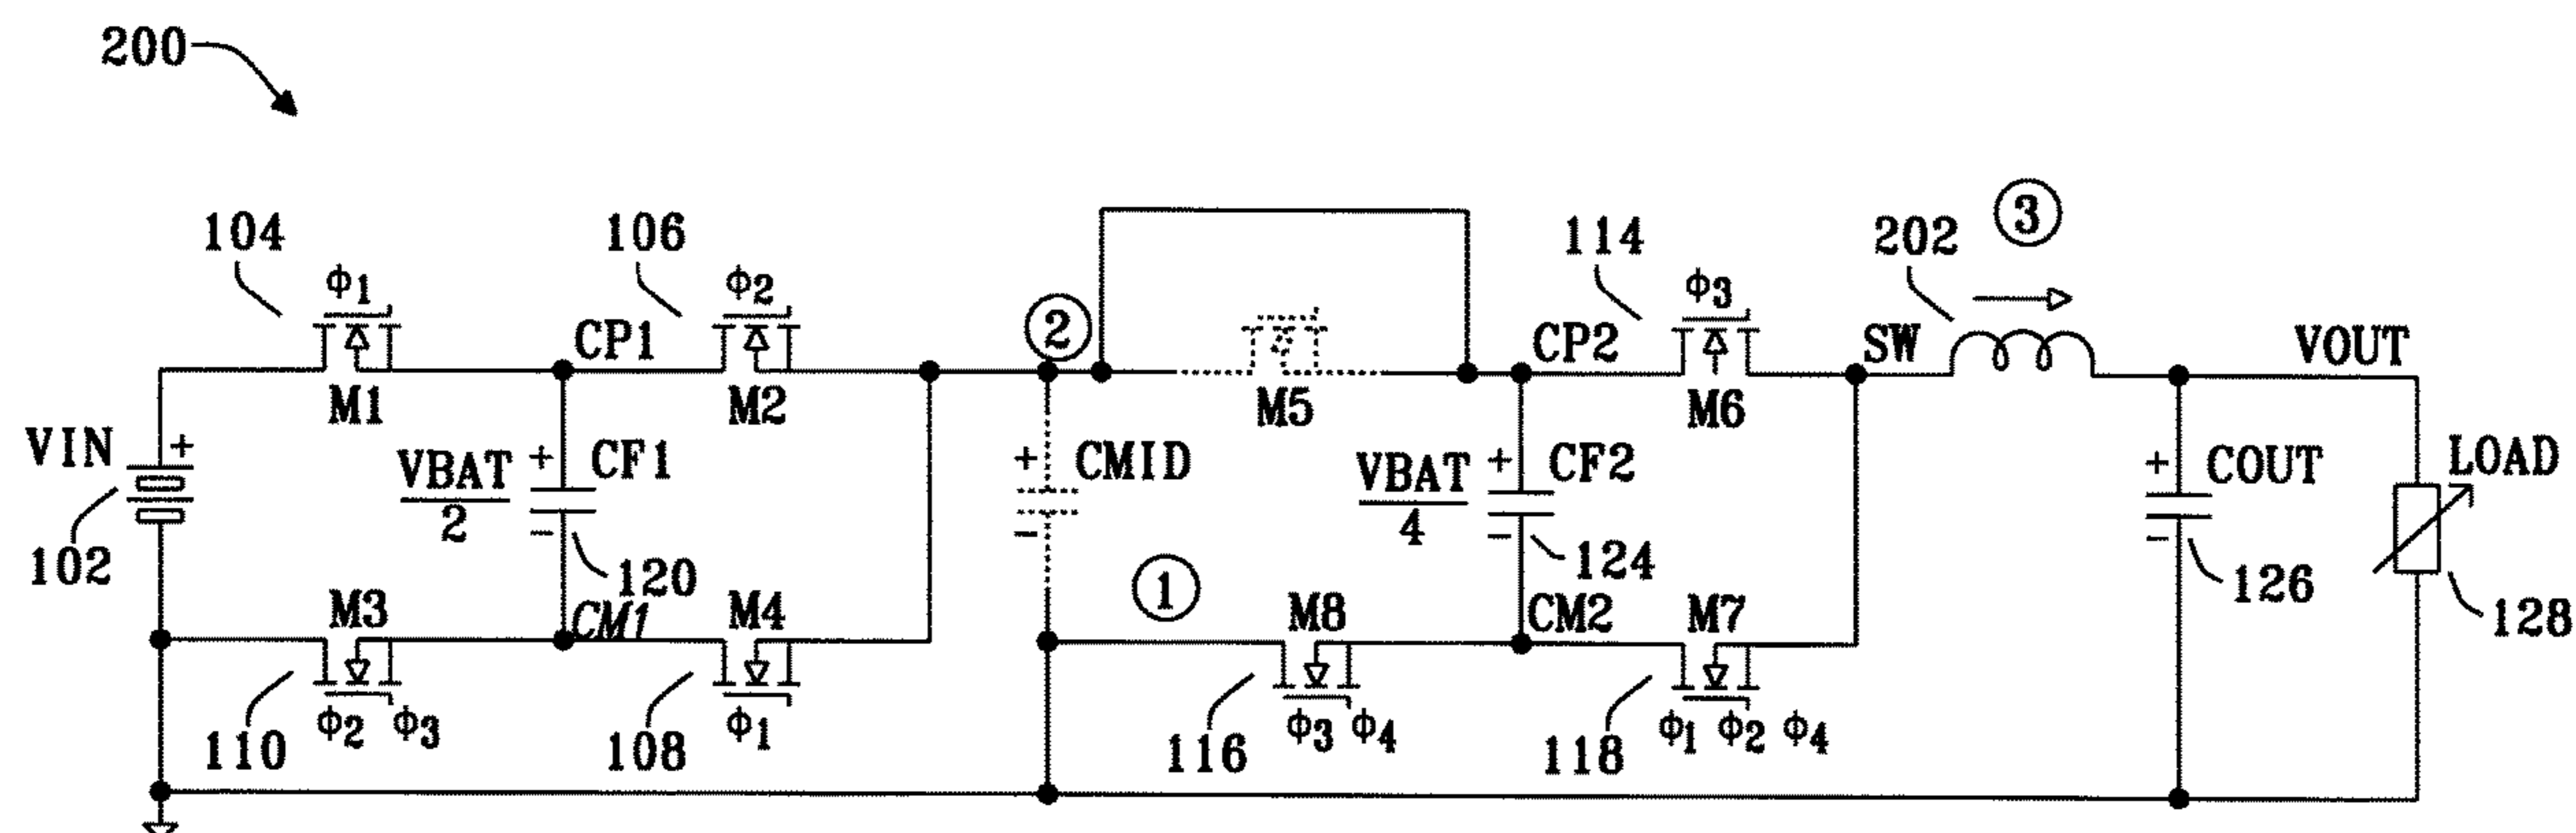 200
104
ϕ1
M1
CP1
106
ϕ2
M2
2
M5
CP2
114
ϕ3
M6
SW
202
3
VOUT
VIN
+
102
VBAT
2
+
CF1
-
120
+
CMID
-
VBAT
4
+
CF2
-
124
+
COUT
-
126
LOAD
128
1
M3
CM1
M4
M8
CM2
M7
110
ϕ2 ϕ3
108
ϕ1
116
ϕ3 ϕ4
118
ϕ1 ϕ2 ϕ4